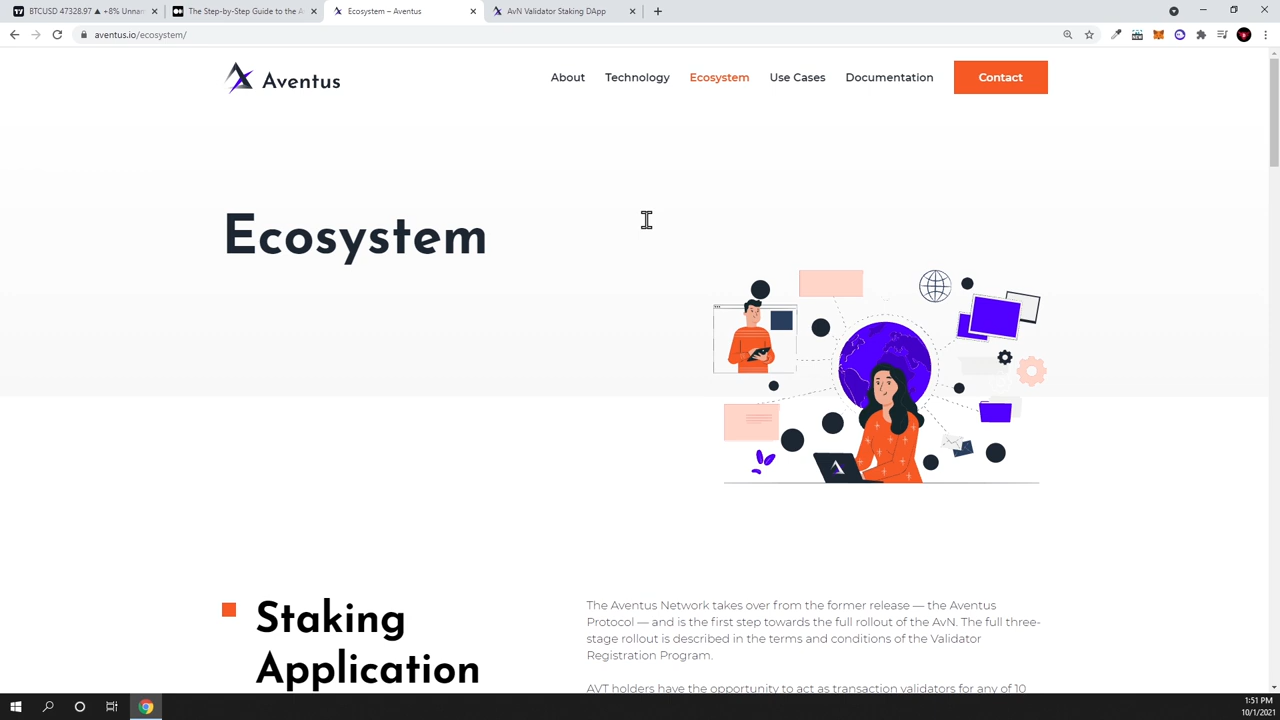 BTCUSD 47328.97 ▲ +8% Unnam
The Step-by-Step Guide to the A
Ecosystem – Aventus
AvN Validator Staking DApp
aventus.io/ecosystem/
Aventus
About
Technology
Ecosystem
Use Cases
Documentation
Contact
Ecosystem
Staking
Application
The Aventus Network takes over from the former release — the Aventus
Protocol — and is the first step towards the full rollout of the AvN. The full three-
stage rollout is described in the terms and conditions of the Validator
Registration Program.
AVT holders have the opportunity to act as transaction validators for any of 10
1:51 PM
10/1/2021